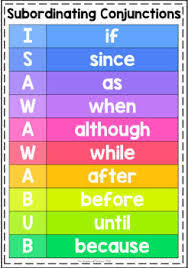 Subordinating Conjunctions
I if
S since
A as
W when
A although
W while
A after
B before
U until
B because